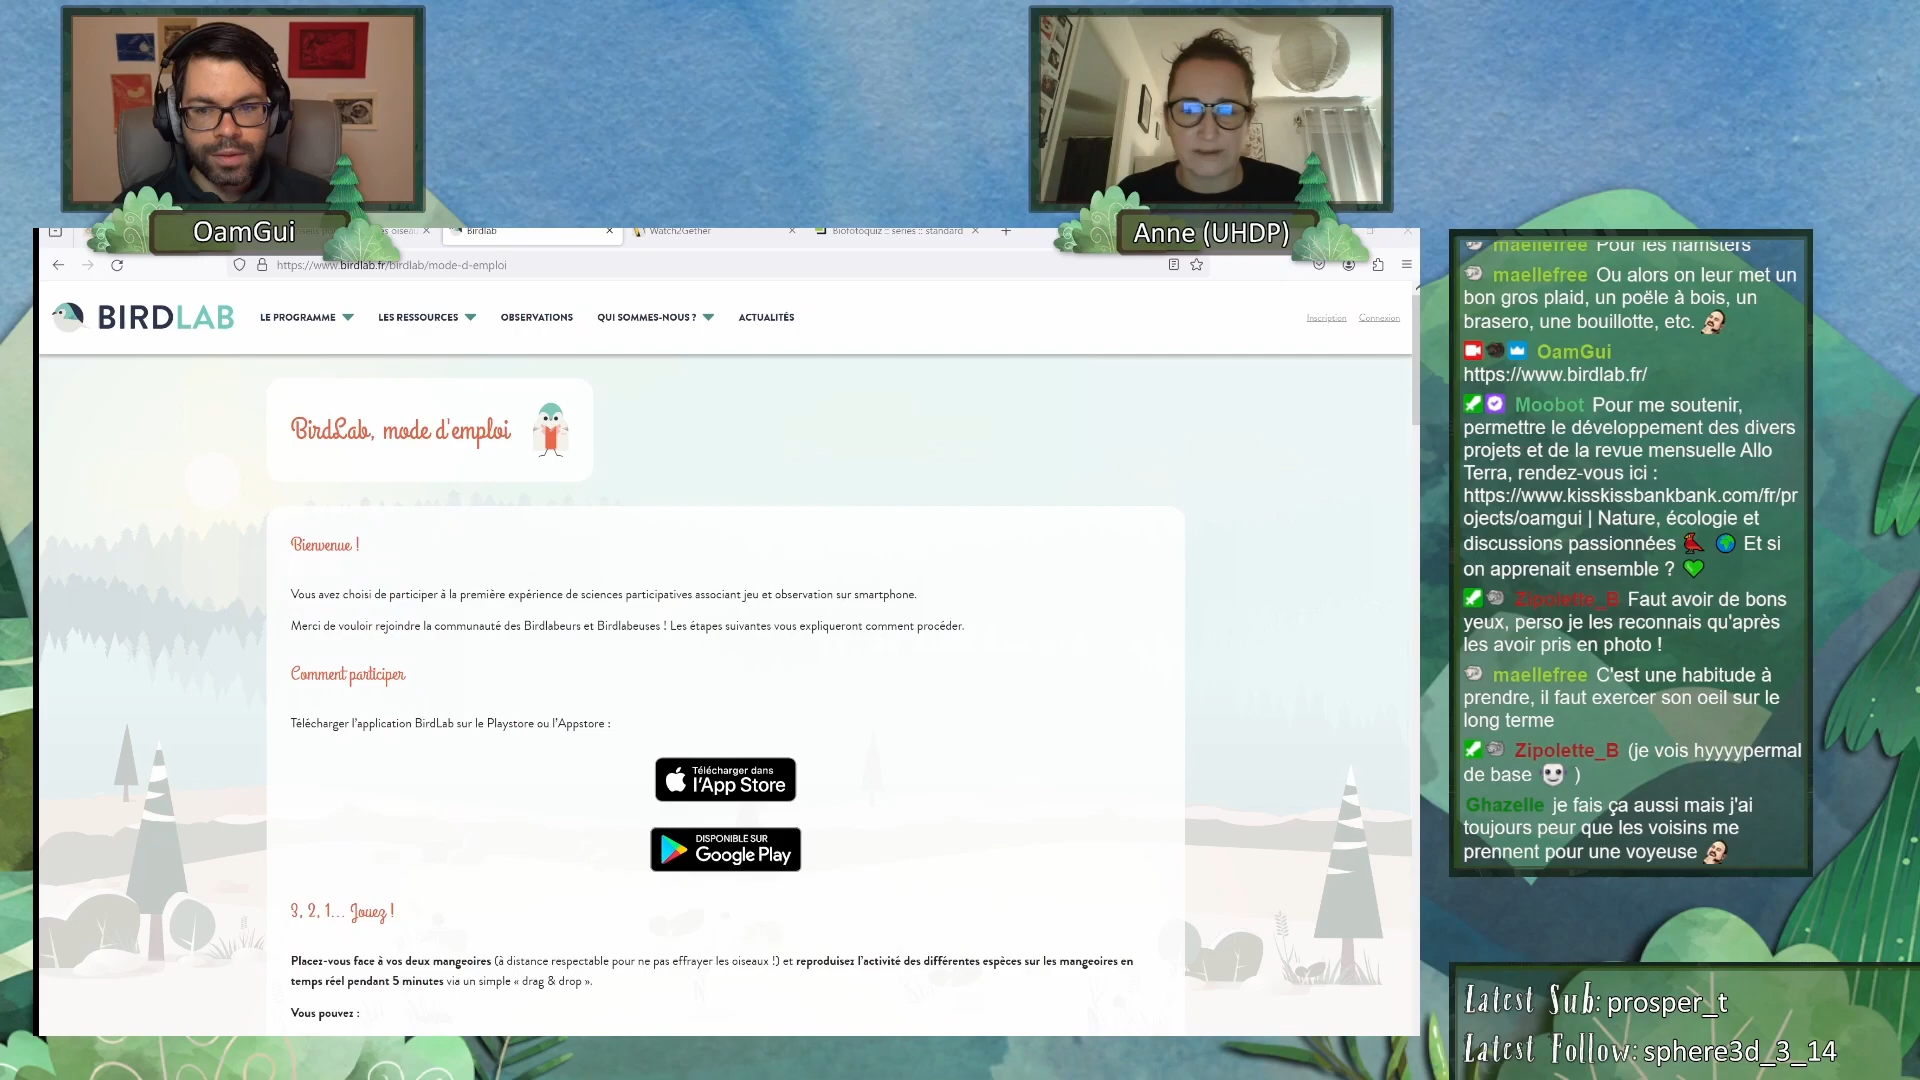 OamGui
Anne (UHDP)
Birdlab
Watch2Gether
Biofotoquiz :: séries :: standard
https://www.birdlab.fr/birdlab/mode-d-emploi
BIRDLAB
LE PROGRAMME
LES RESSOURCES
OBSERVATIONS
QUI SOMMES-NOUS ?
ACTUALITÉS
Inscription
Connexion
BirdLab, mode d'emploi
Bienvenue !
Vous avez choisi de participer à la première expérience de sciences participatives associant jeu et observation sur smartphone.
Merci de vouloir rejoindre la communauté des Birdlabeurs et Birdlabeuses ! Les étapes suivantes vous expliqueront comment procéder.
Comment participer
Télécharger l'application BirdLab sur le Playstore ou l'Appstore :
Télécharger dans
l'App Store
DISPONIBLE SUR
Google Play
3, 2, 1... Jouez !
Placez-vous face à vos deux mangeoires (à distance respectable pour ne pas effrayer les oiseaux !) et reproduisez l'activité des différentes espèces sur les mangeoires en
temps réel pendant 5 minutes via un simple « drag & drop ».
Vous pouvez :
maellefree Pour les hamsters
maellefree Ou alors on leur met un
bon gros plaid, un poële à bois, un
brasero, une bouillotte, etc.
OamGui
https://www.birdlab.fr/
Moobot Pour me soutenir,
permettre le développement des divers
projets et de la revue mensuelle Allo
Terra, rendez-vous ici :
https://www.kisskissbankbank.com/fr/pr
ojects/oamgui | Nature, écologie et
discussions passionnées Et si
on apprenait ensemble ?
Zipolette_B Faut avoir de bons
yeux, perso je les reconnais qu'après
les avoir pris en photo !
maellefree C'est une habitude à
prendre, il faut exercer son oeil sur le
long terme
Zipolette_B (je vois hyyyypermal
de base )
Ghazelle je fais ça aussi mais j'ai
toujours peur que les voisins me
prennent pour une voyeuse
Latest Sub: prosper_t
Latest Follow: sphere3d_3_14